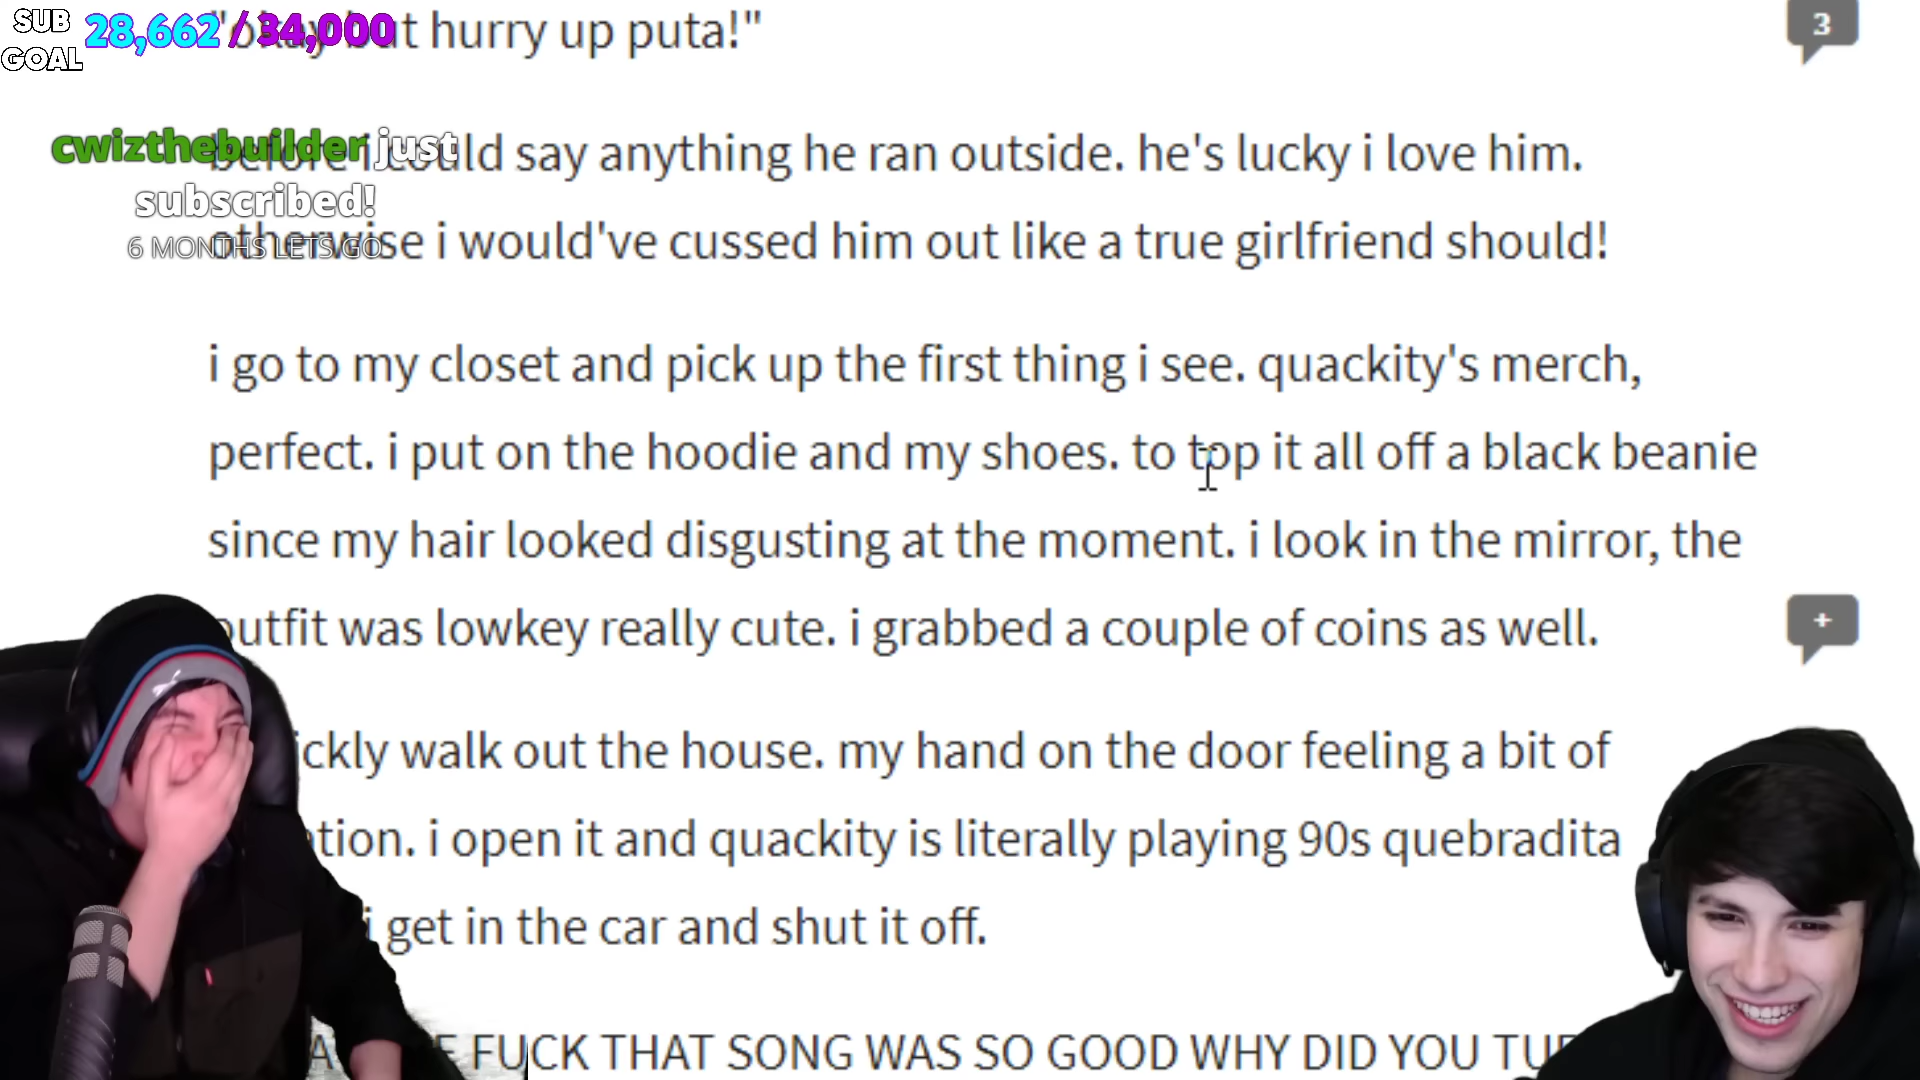 SUB GOAL 28,662 / 34,000
"okay but hurry up puta!"
3
cwizthebuilder just
subscribed!
6 MONTHS LETS GO
before i could say anything he ran outside. he's lucky i love him.
otherwise i would've cussed him out like a true girlfriend should!
i go to my closet and pick up the first thing i see. quackity's merch,
perfect. i put on the hoodie and my shoes. to top it all off a black beanie
since my hair looked disgusting at the moment. i look in the mirror, the
outfit was lowkey really cute. i grabbed a couple of coins as well.
+
walk out the house. my hand on the door feeling a bit of
i open it and quackity is literally playing 90s quebradita
i get in the car and shut it off.
FUCK THAT SONG WAS SO GOOD WHY DID YOU